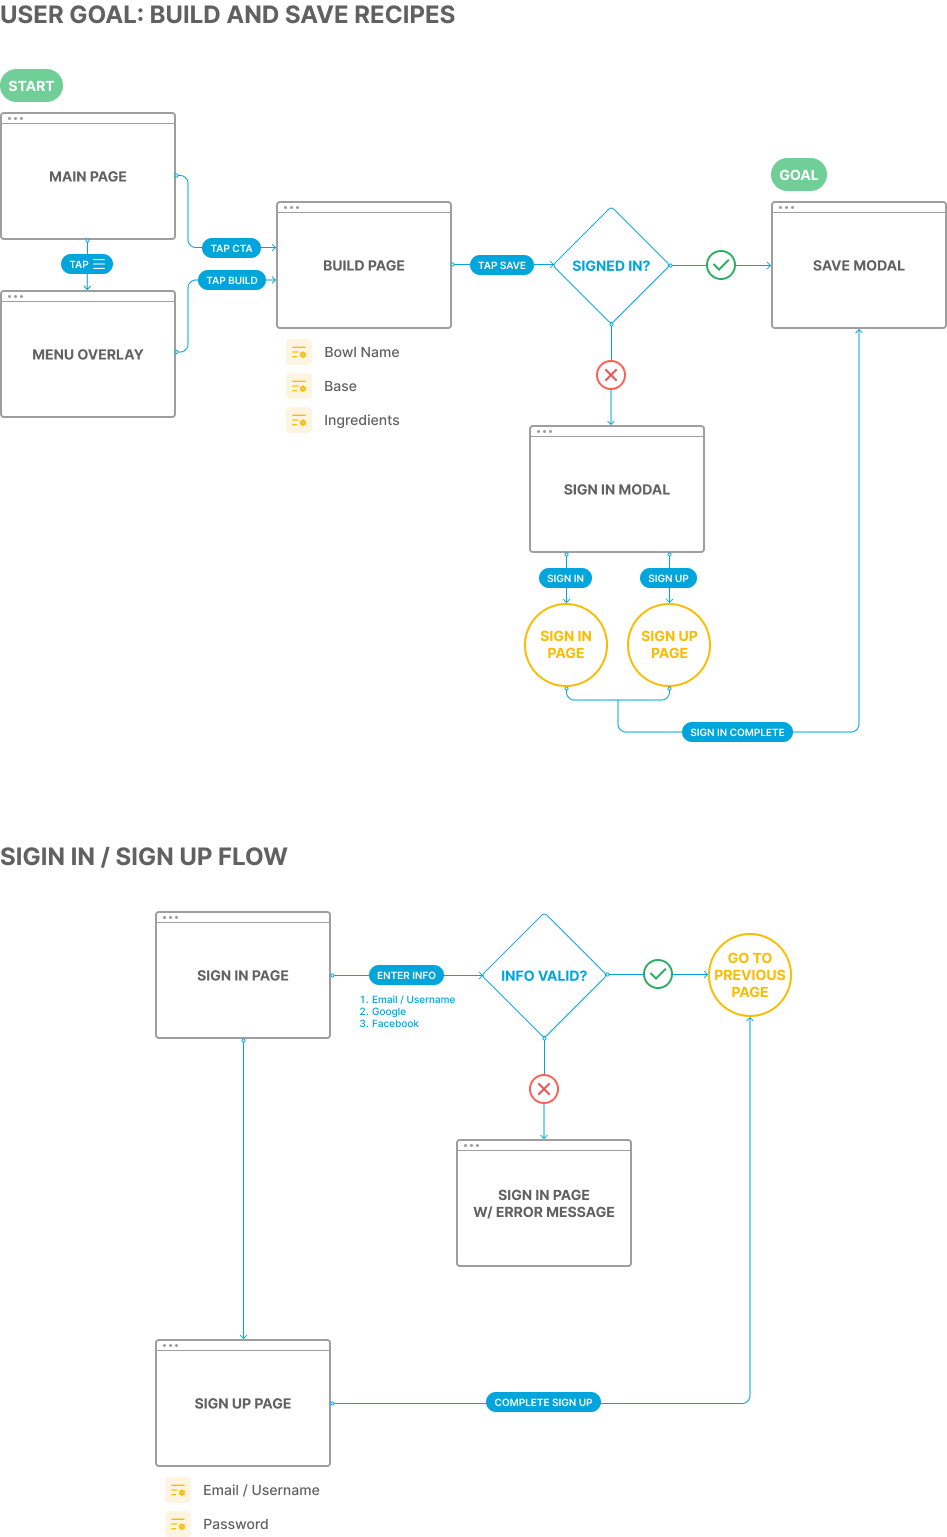 USER GOAL: BUILD AND SAVE RECIPES
START
MAIN PAGE
TAP
MENU OVERLAY
TAP CTA
TAP BUILD
BUILD PAGE
Bowl Name
Base
Ingredients
TAP SAVE
SIGNED IN?
GOAL
SAVE MODAL
SIGN IN MODAL
SIGN IN
SIGN UP
SIGN IN
PAGE
SIGN UP
PAGE
SIGN IN COMPLETE
SIGIN IN / SIGN UP FLOW
SIGN IN PAGE
ENTER INFO
1. Email / Username
2. Google
3. Facebook
INFO VALID?
GO TO
PREVIOUS
PAGE
SIGN IN PAGE
W/ ERROR MESSAGE
SIGN UP PAGE
COMPLETE SIGN UP
Email / Username
Password